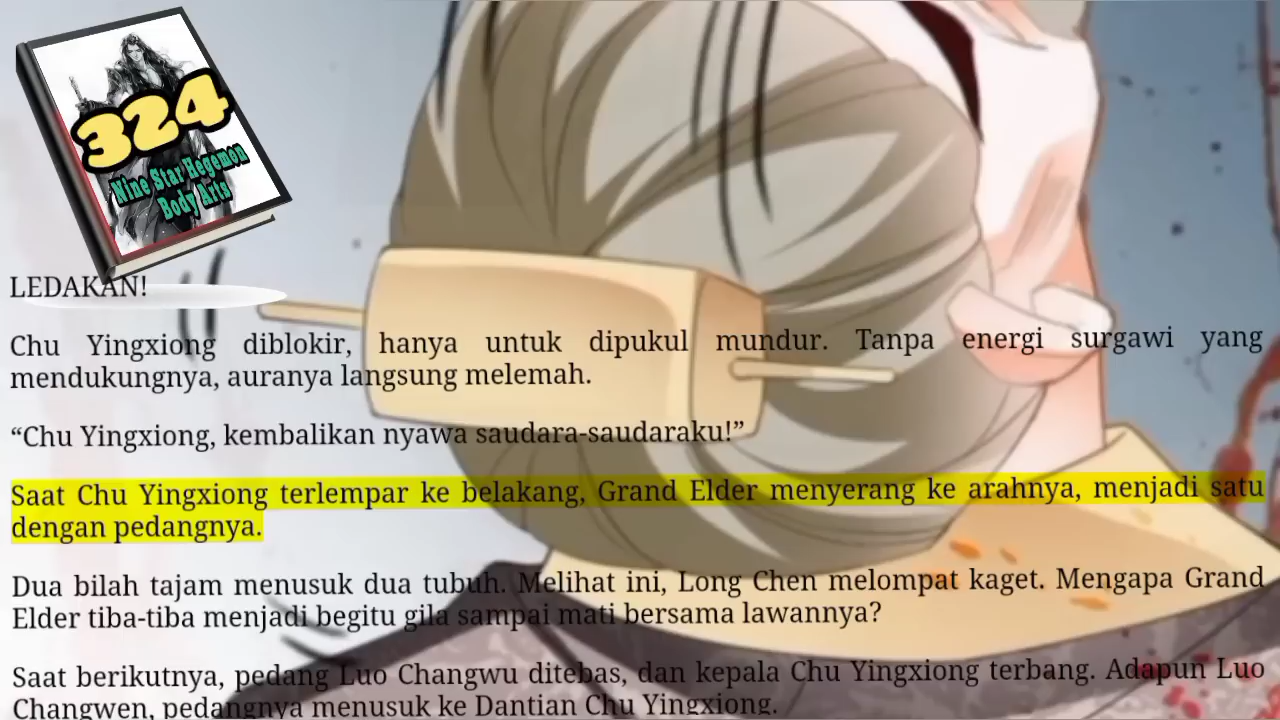 324
Nine Star Hegemon
Body Arts
LEDAKAN!
Chu Yingxiong diblokir, hanya untuk dipukul mundur. Tanpa energi surgawi yang
mendukungnya, auranya langsung melemah.
“Chu Yingxiong, kembalikan nyawa saudara-saudaraku!”
Saat Chu Yingxiong terlempar ke belakang, Grand Elder menyerang ke arahnya, menjadi satu
dengan pedangnya.
Dua bilah tajam menusuk dua tubuh. Melihat ini, Long Chen melompat kaget. Mengapa Grand
Elder tiba-tiba menjadi begitu gila sampai mati bersama lawannya?
Saat berikutnya, pedang Luo Changwu ditebas, dan kepala Chu Yingxiong terbang. Adapun Luo
Changwen, pedangnya menusuk ke Dantian Chu Yingxiong.